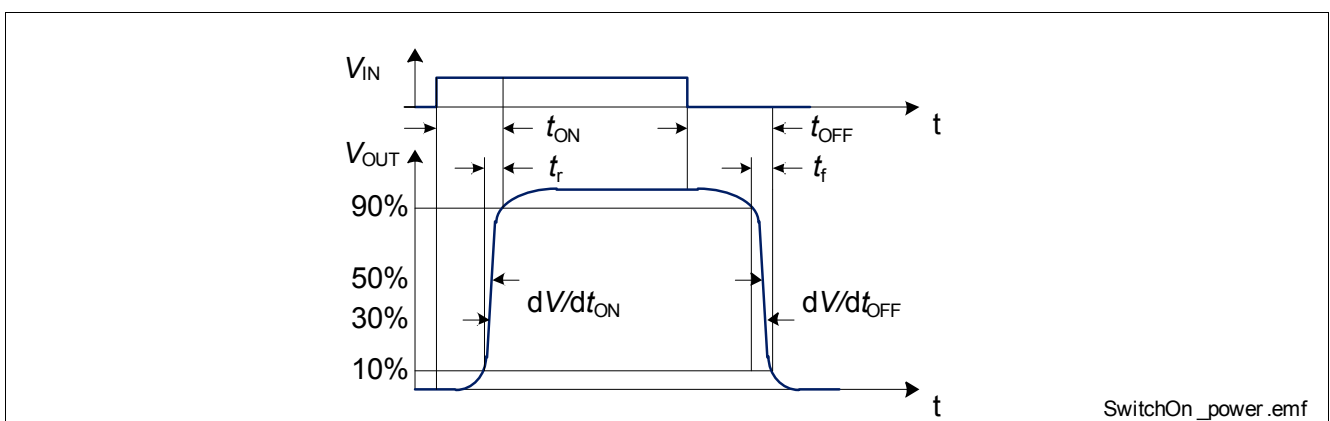 VIN
t
tON
tOFF
VOUT
tr
tf
90%
50%
dV/dtON
dV/dtOFF
30%
10%
t
SwitchOn _power .emf